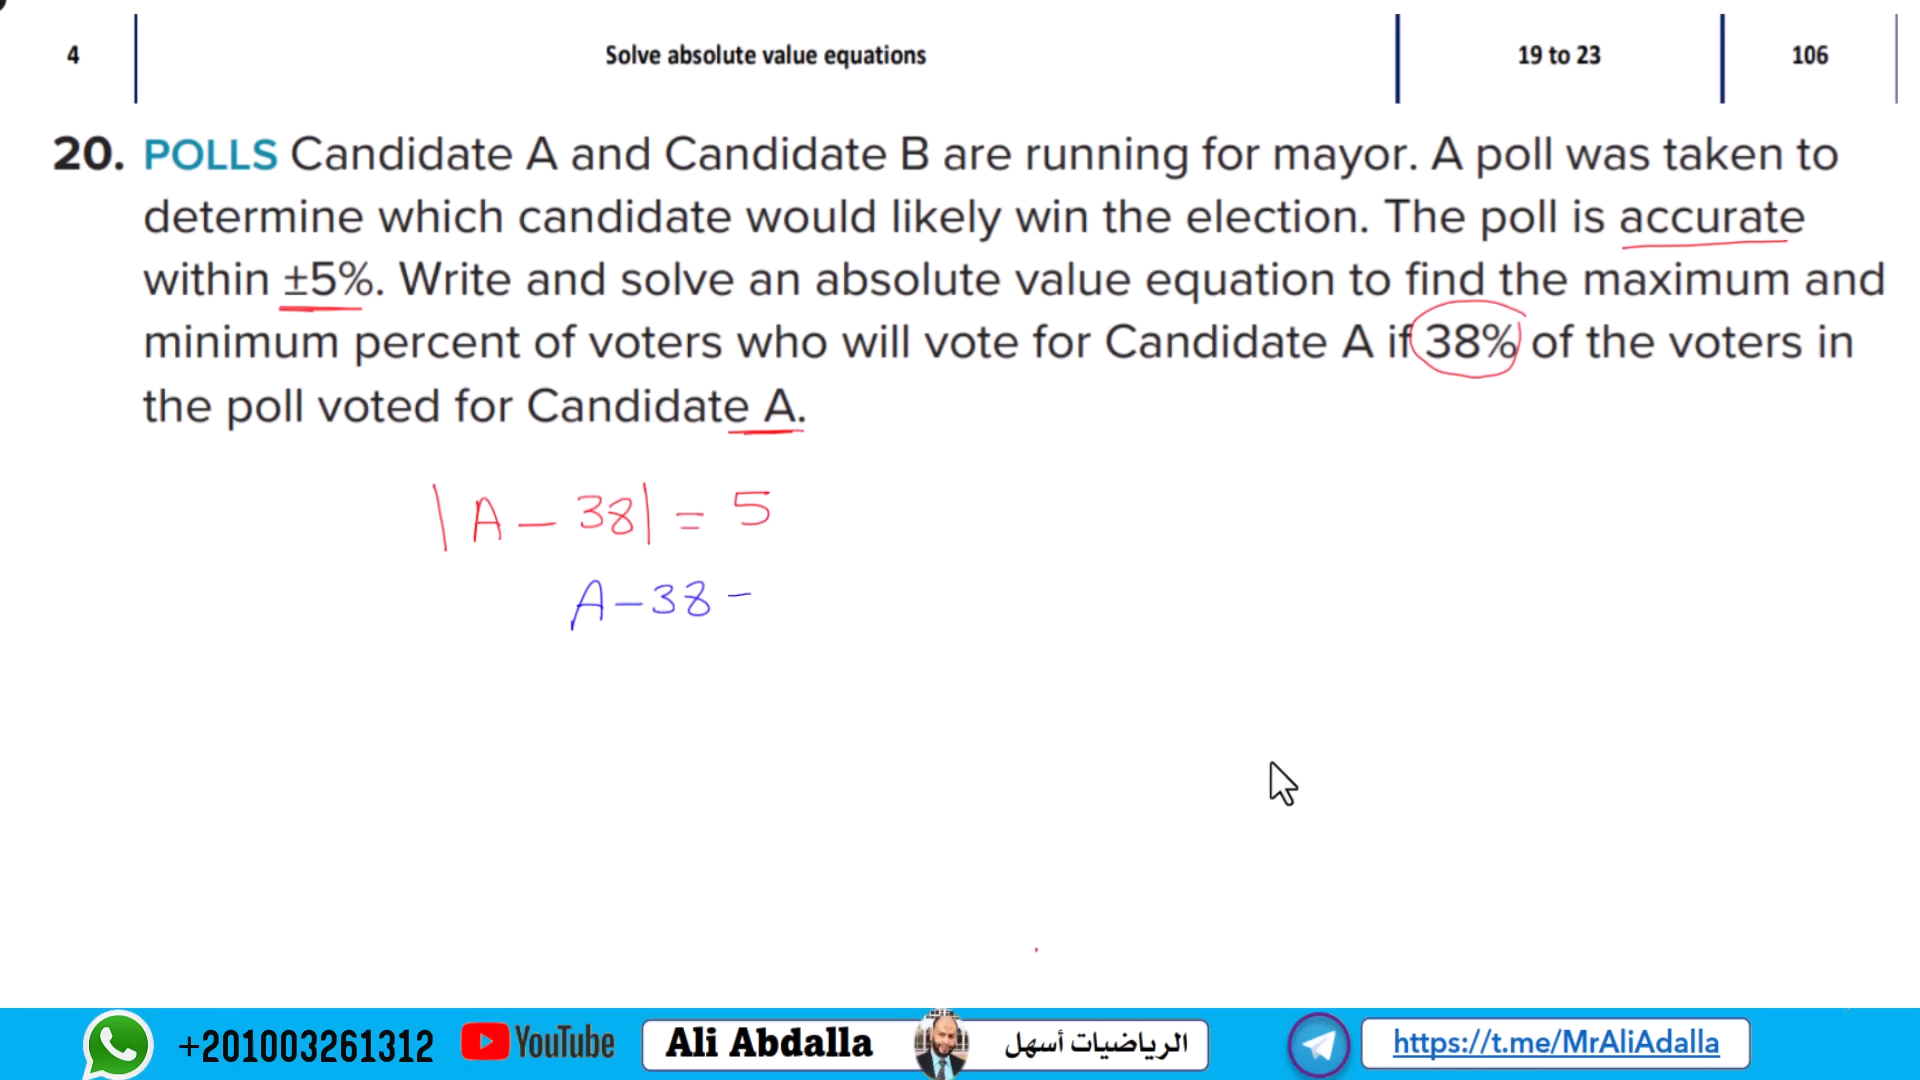 4 Solve absolute value equations 19 to 23 106
20. POLLS Candidate A and Candidate B are running for mayor. A poll was taken to
determine which candidate would likely win the election. The poll is accurate
within ±5%. Write and solve an absolute value equation to find the maximum and
minimum percent of voters who will vote for Candidate A if 38% of the voters in
the poll voted for Candidate A.
|A - 38| = 5
A - 38 -
+201003261312 YouTube Ali Abdalla الرياضيات أسهل https://t.me/MrAliAdalla